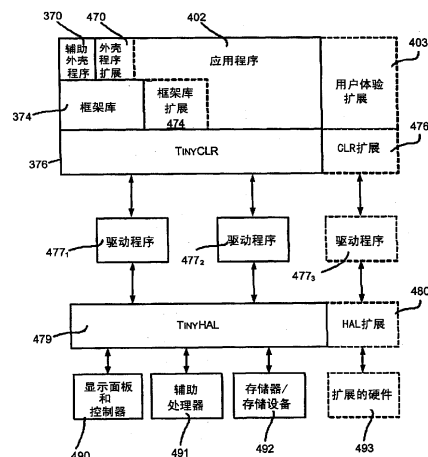 370
470
402
403
辅助
外壳
程序
外壳
程序
扩展
应用程序
用户体验
扩展
374
框架库
框架库
扩展
474
476
376
TINYCLR
CLR扩展
驱动程序
477₁
驱动程序
477₂
驱动程序
477₃
480
479
TINYHAL
HAL扩展
显示面板
和
控制器
辅助
处理器
存储器/
存储设备
扩展的硬件
490
491
492
493